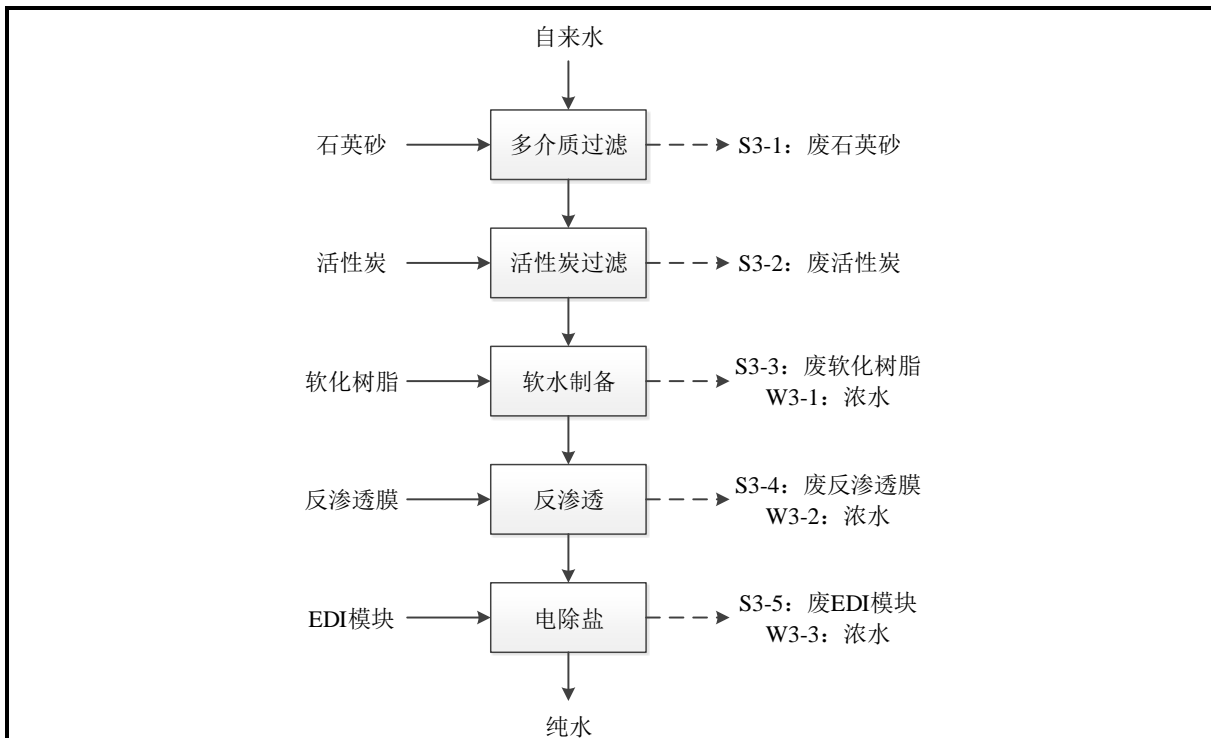 自来水
石英砂
多介质过滤
S3-1：废石英砂
活性炭
活性炭过滤
S3-2：废活性炭
软化树脂
软水制备
S3-3：废软化树脂
W3-1：浓水
反渗透膜
反渗透
S3-4：废反渗透膜
W3-2：浓水
EDI模块
电除盐
S3-5：废EDI模块
W3-3：浓水
纯水